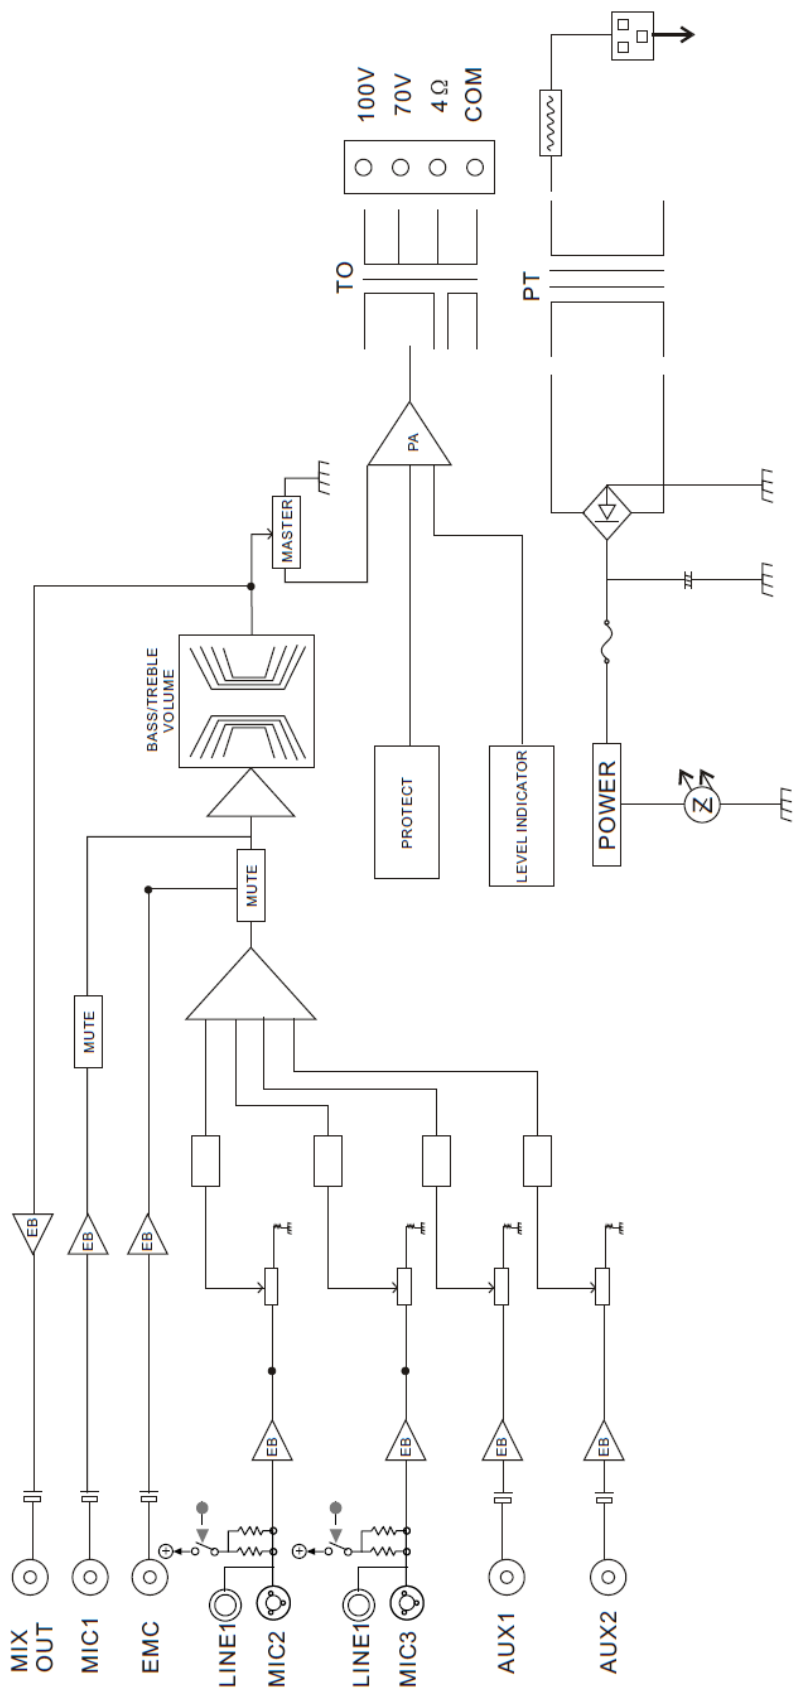 100V
70V
4 Ω
COM
TO
PT
PA
MASTER
BASS/TREBLE
VOLUME
PROTECT
LEVEL INDICATOR
POWER
Z
MUTE
MUTE
EB
EB
EB
EB
EB
EB
EB
MIX
OUT
MIC1
EMC
LINE1
MIC2
LINE1
MIC3
AUX1
AUX2